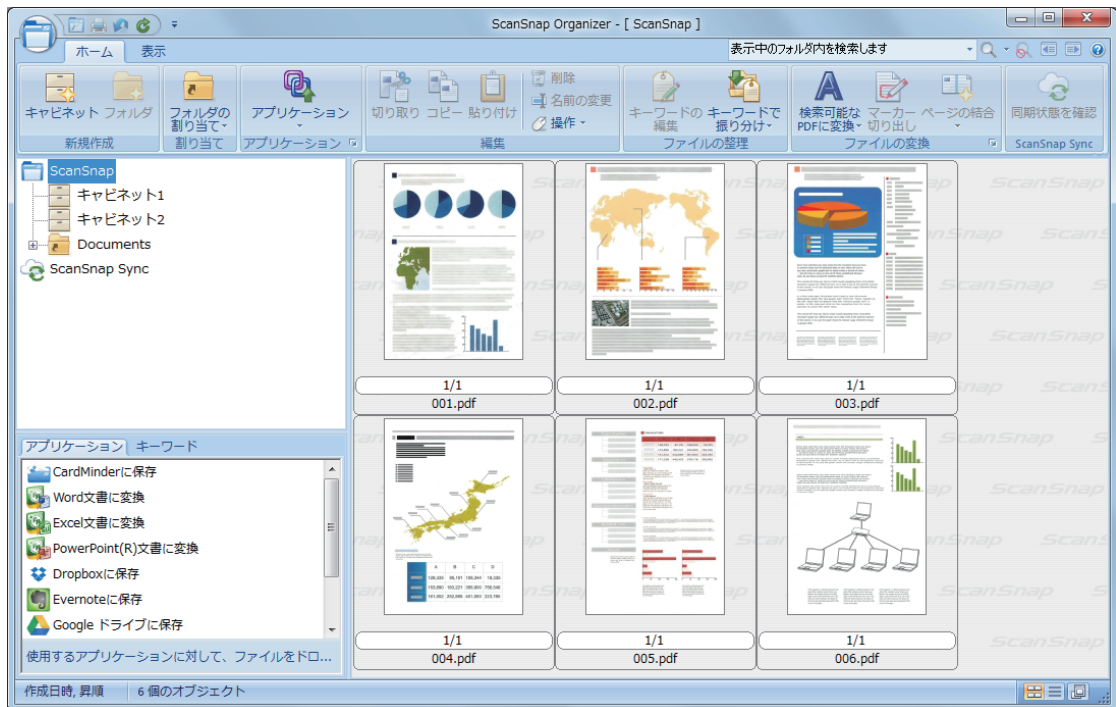 ScanSnap Organizer - [ ScanSnap ]
ホーム 表示
表示中のフォルダ内を検索します
キャビネット フォルダ
新規作成
フォルダの
割り当て
割り当て
アプリケーション
アプリケーション
切り取り コピー 貼り付け
削除
名前の変更
操作
編集
キーワードの
編集
キーワードで
振り分け
ファイルの整理
検索可能な
PDFに変換
マーカー
切り出し
ページの結合
ファイルの変換
同期状態を確認
ScanSnap Sync
ScanSnap
キャビネット1
キャビネット2
Documents
ScanSnap Sync
アプリケーション キーワード
CardMinderに保存
Word文書に変換
Excel文書に変換
PowerPoint(R)文書に変換
Dropboxに保存
Evernoteに保存
Google ドライブに保存
使用するアプリケーションに対して、ファイルをドロ...
1/1
001.pdf
1/1
002.pdf
1/1
003.pdf
1/1
004.pdf
1/1
005.pdf
1/1
006.pdf
作成日時, 昇順
6 個のオブジェクト